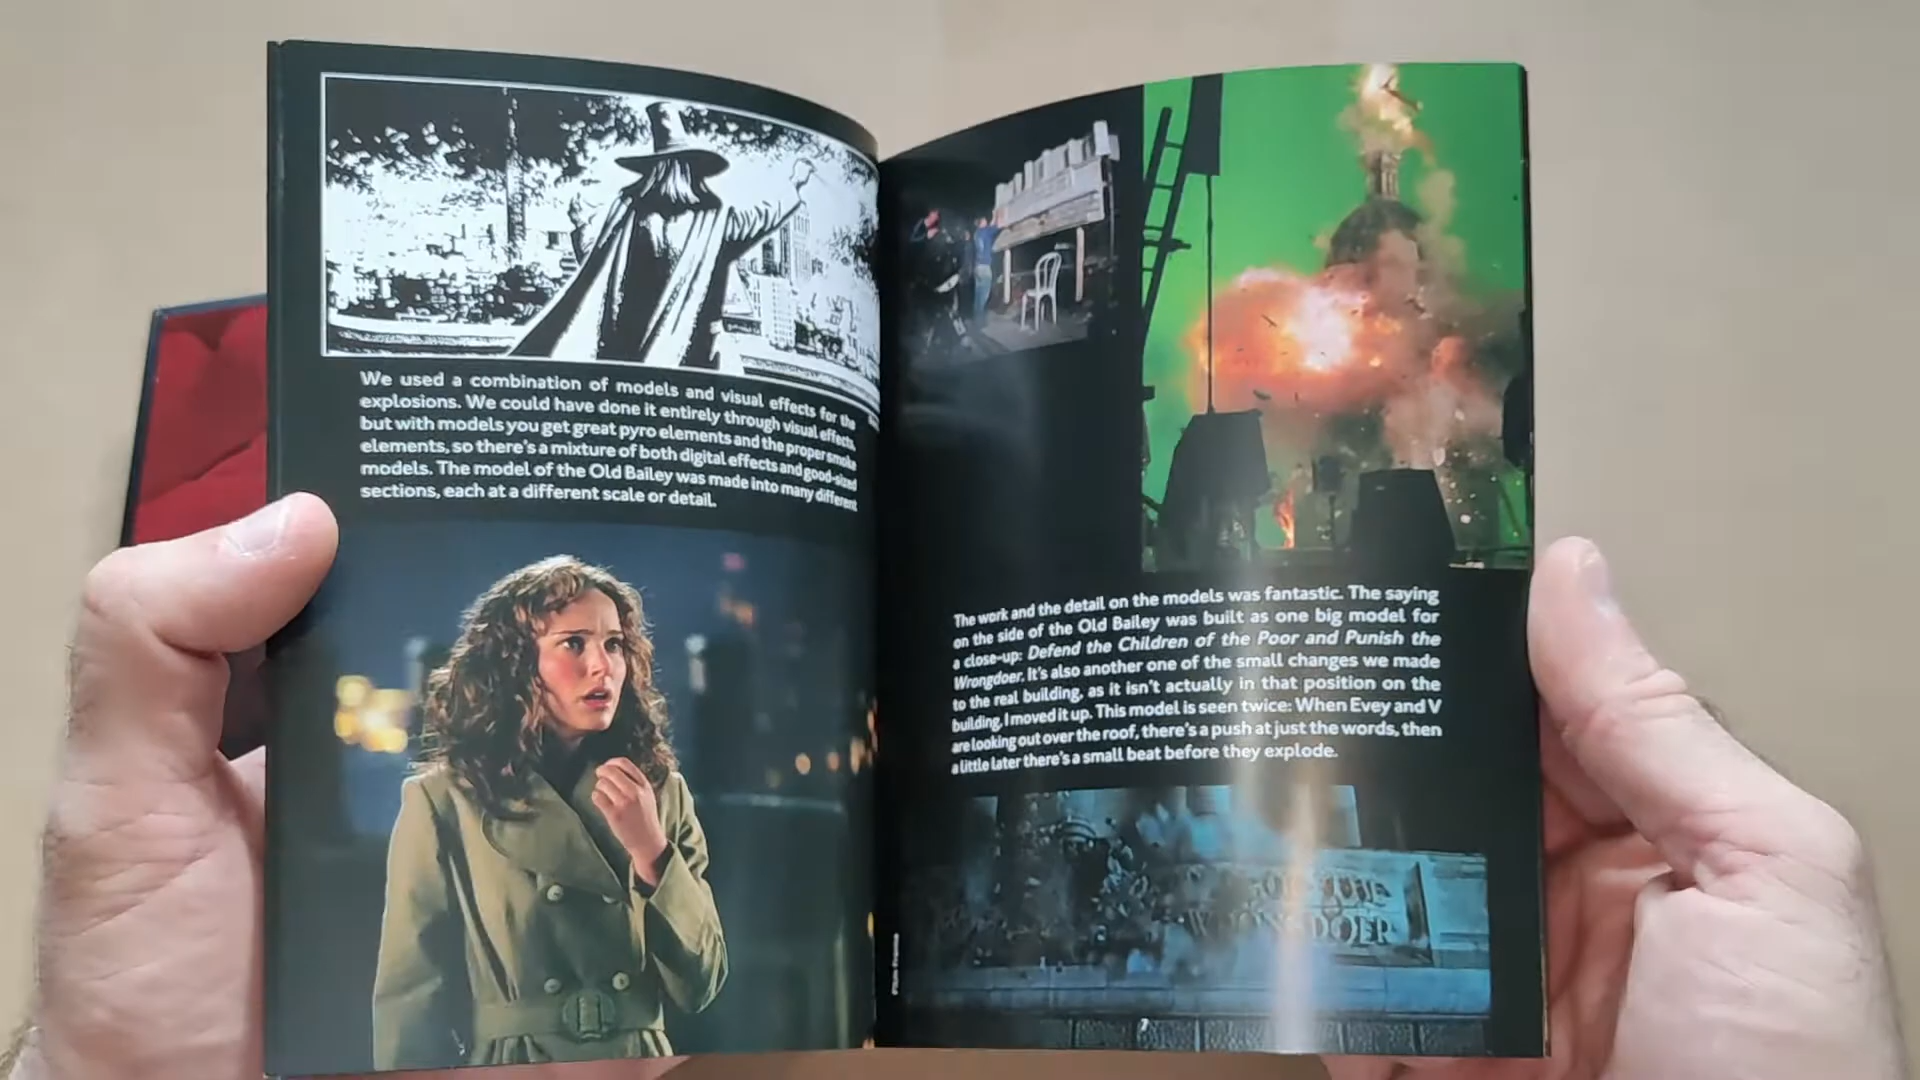 We used a combination of models and visual effects for the
explosions. We could have done it entirely through visual effects,
but with models you get great pyro elements and the proper smoke
elements, so there's a mixture of both digital effects and good-sized
models. The model of the Old Bailey was made into many different
sections, each at a different scale or detail.
The work and the detail on the models was fantastic. The saying
on the side of the Old Bailey was built as one big model for
a close-up: Defend the Children of the Poor and Punish the
Wrongdoer. It's also another one of the small changes we made
to the real building, as it isn't actually in that position on the
building, I moved it up. This model is seen twice: When Evey and V
are looking out over the roof, there's a push at just the words, then
a little later there's a small beat before they explode.
THE
WRONGDOER